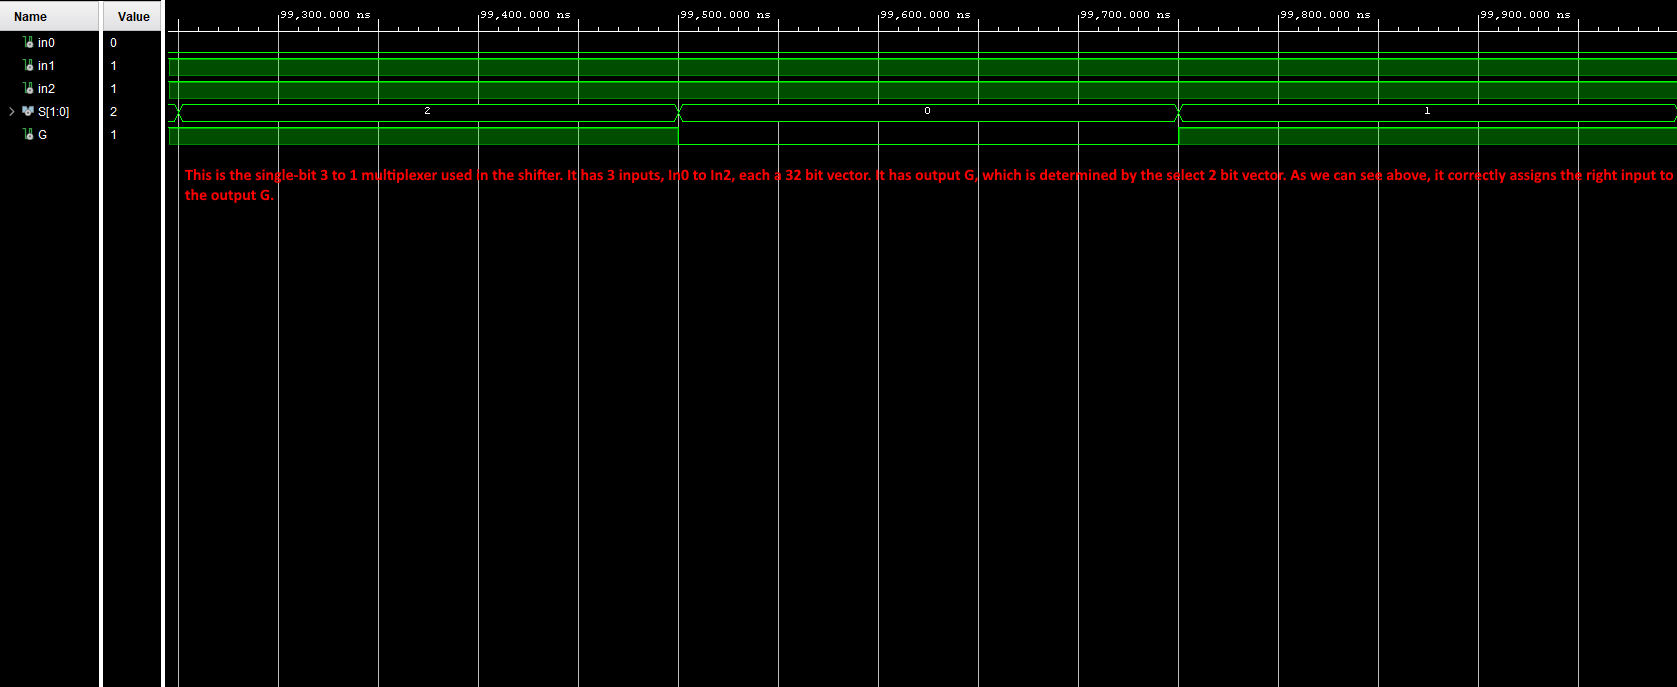 Name Value 99,300.000 ns 99,400.000 ns 99,500.000 ns 99,600.000 ns 99,700.000 ns 99,800.000 ns 99,900.000 ns
in0 0
in1 1
in2 1
S[1:0] 2 2 0 1
G 1
This is the single-bit 3 to 1 multiplexer used in the shifter. It has 3 inputs, In0 to In2, each a 32 bit vector. It has output G, which is determined by the select 2 bit vector. As we can see above, it correctly assigns the right input to
the output G.